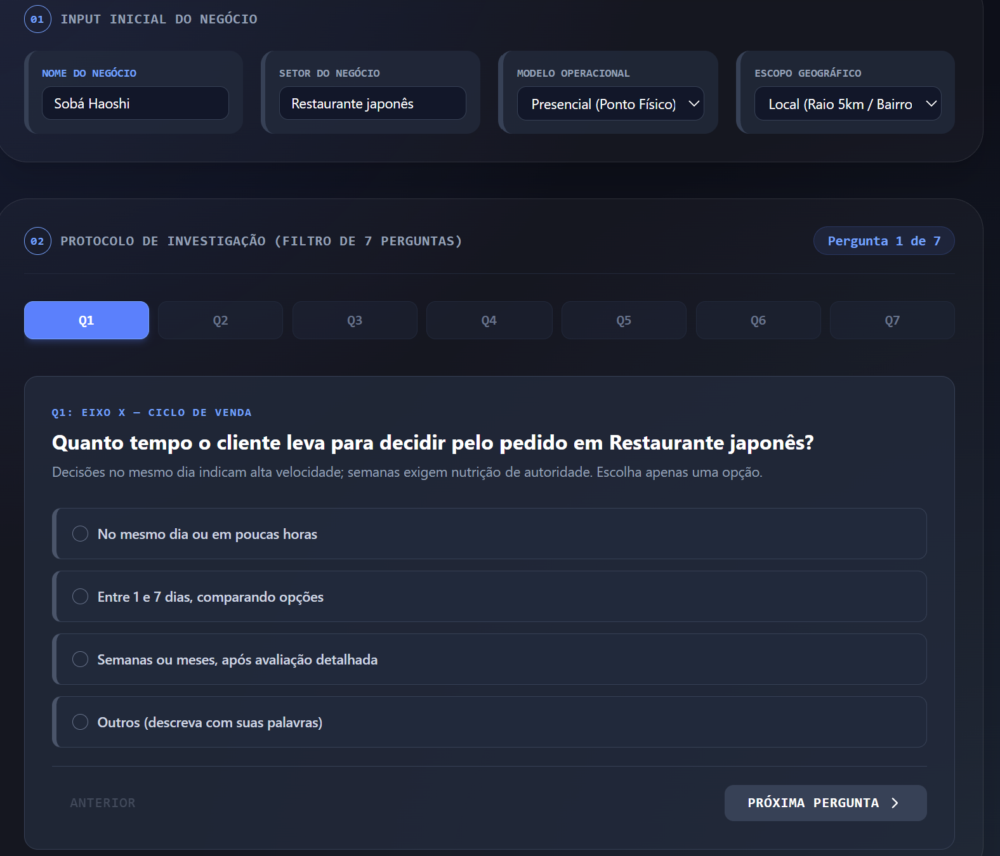 01 INPUT INICIAL DO NEGÓCIO
NOME DO NEGÓCIO
Sobá Haoshi
SETOR DO NEGÓCIO
Restaurante japonês
MODELO OPERACIONAL
Presencial (Ponto Físico)
ESCOPO GEOGRÁFICO
Local (Raio 5km / Bairro
02 PROTOCOLO DE INVESTIGAÇÃO (FILTRO DE 7 PERGUNTAS)
Pergunta 1 de 7
Q1 Q2 Q3 Q4 Q5 Q6 Q7
Q1: EIXO X — CICLO DE VENDA
Quanto tempo o cliente leva para decidir pelo pedido em Restaurante japonês?
Decisões no mesmo dia indicam alta velocidade; semanas exigem nutrição de autoridade. Escolha apenas uma opção.
No mesmo dia ou em poucas horas
Entre 1 e 7 dias, comparando opções
Semanas ou meses, após avaliação detalhada
Outros (descreva com suas palavras)
ANTERIOR
PRÓXIMA PERGUNTA